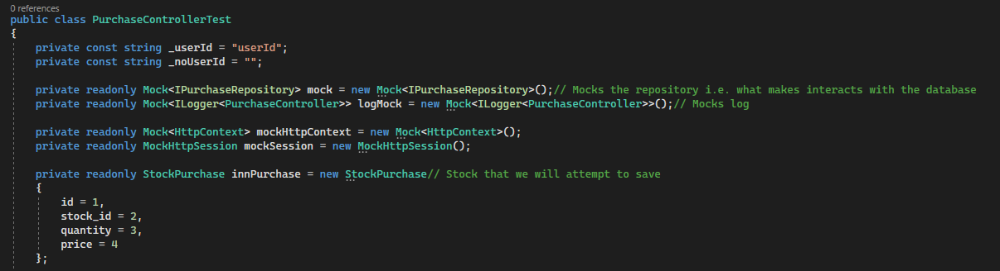 0 references
public class PurchaseControllerTest
{
private const string _userId = "userId";
private const string _noUserId = "";
private readonly Mock<IPurchaseRepository> mock = new Mock<IPurchaseRepository>();// Mocks the repository i.e. what makes interacts with the database
private readonly Mock<ILogger<PurchaseController>> logMock = new Mock<ILogger<PurchaseController>>();// Mocks log
private readonly Mock<HttpContext> mockHttpContext = new Mock<HttpContext>();
private readonly MockHttpSession mockSession = new MockHttpSession();
private readonly StockPurchase innPurchase = new StockPurchase// Stock that we will attempt to save
{
id = 1,
stock_id = 2,
quantity = 3,
price = 4
};